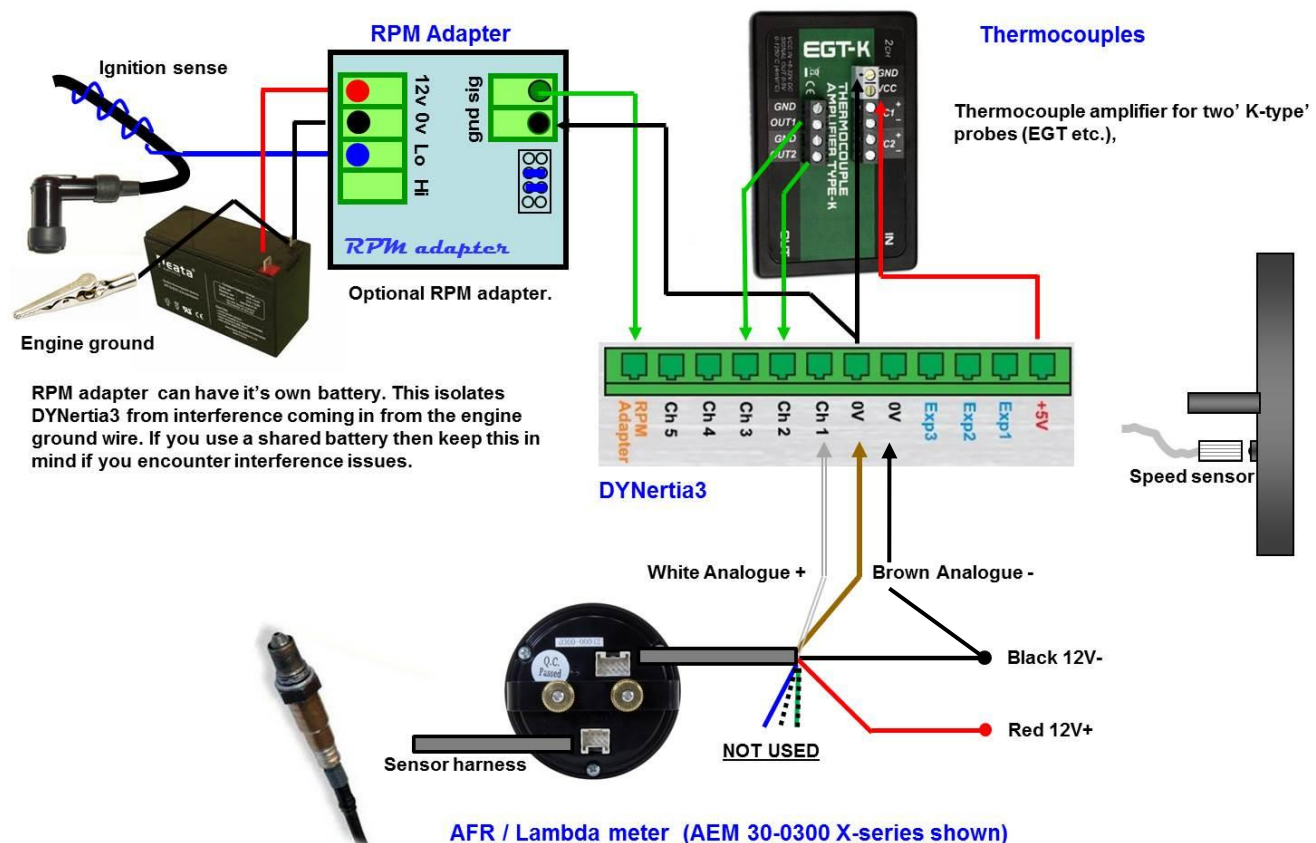 RPM Adapter
Ignition sense
12v
0v
Lo
Hi
gnd sig
RPM adapter
Optional RPM adapter.
Engine ground
RPM adapter can have it's own battery. This isolates
DYNertia3 from interference coming in from the engine
ground wire. If you use a shared battery then keep this in
mind if you encounter interference issues.
EGT-K
2 CH
VCC IN
GND
VCC
GND
OUT1
GND
OUT2
C1
C2
+
-
+
-
THERMOCOUPLE
AMPLIFIER TYPE-K
CE
OUT
IN
Thermocouples
Thermocouple amplifier for two' K-type'
probes (EGT etc.),
RPM
Adapter
Ch 5
Ch 4
Ch 3
Ch 2
Ch 1
0V
0V
Exp3
Exp2
Exp1
+5V
DYNertia3
Speed sensor
White Analogue +
Brown Analogue -
Black 12V-
Red 12V+
NOT USED
Q.C.
Passed
Sensor harness
AFR / Lambda meter (AEM 30-0300 X-series shown)